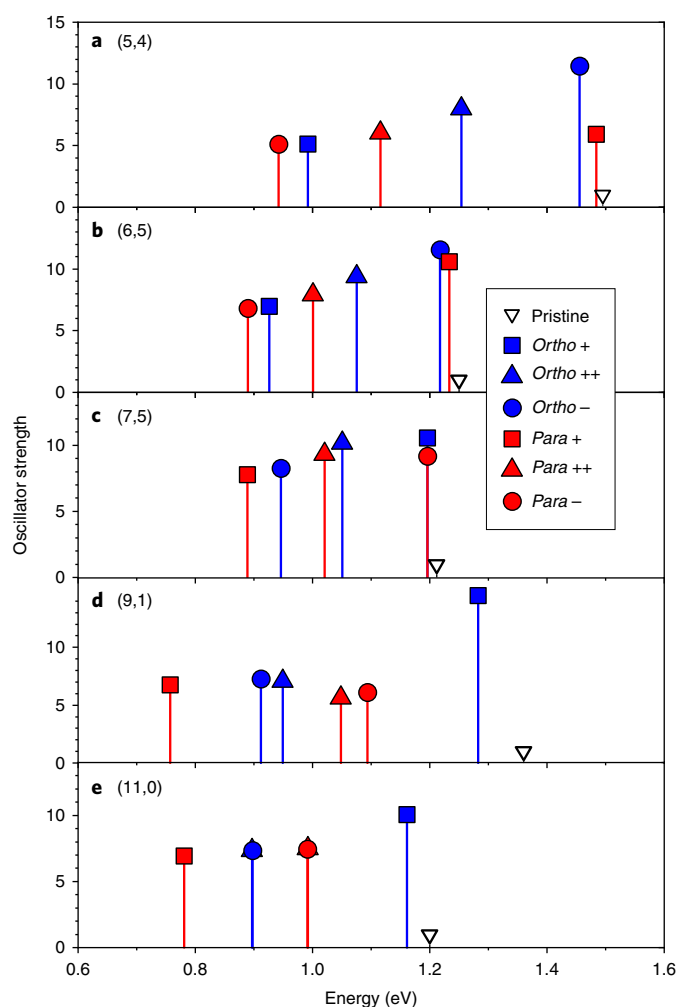 15
a (5,4)
10
5
0
b (6,5)
10
5
0
Pristine
Ortho +
Ortho ++
Ortho –
Para +
Para ++
Para –
c (7,5)
10
5
0
d (9,1)
10
5
0
e (11,0)
10
5
0
0.6 0.8 1.0 1.2 1.4 1.6
Energy (eV)
Oscillator strength